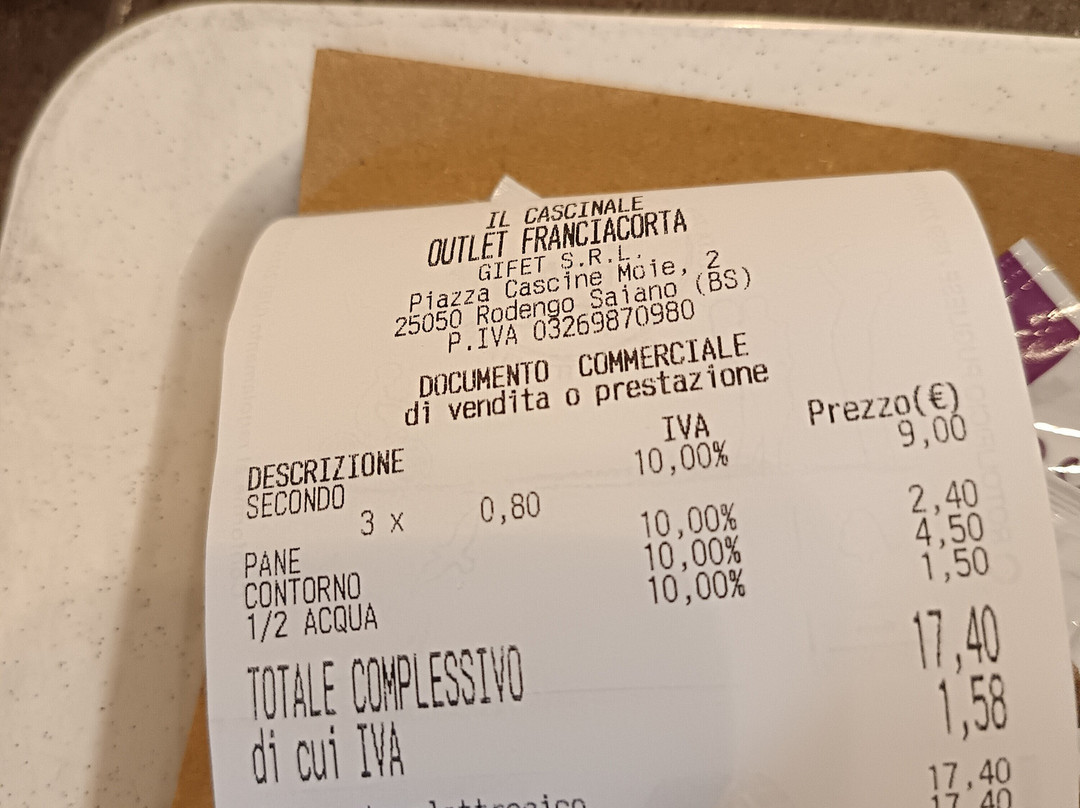 IL CASCINALE
OUTLET FRANCIACORTA
GIFET S.R.L.
Piazza Cascine Moie, 2
25050 Rodengo Saiano (BS)
P.IVA 03269870980
DOCUMENTO COMMERCIALE
di vendita o prestazione
DESCRIZIONE IVA Prezzo(€)
SECONDO 10,00% 9,00
3 x 0,80
PANE 10,00% 2,40
CONTORNO 10,00% 4,50
1/2 ACQUA 10,00% 1,50
TOTALE COMPLESSIVO 17,40
di cui IVA 1,58
17,40
17,40